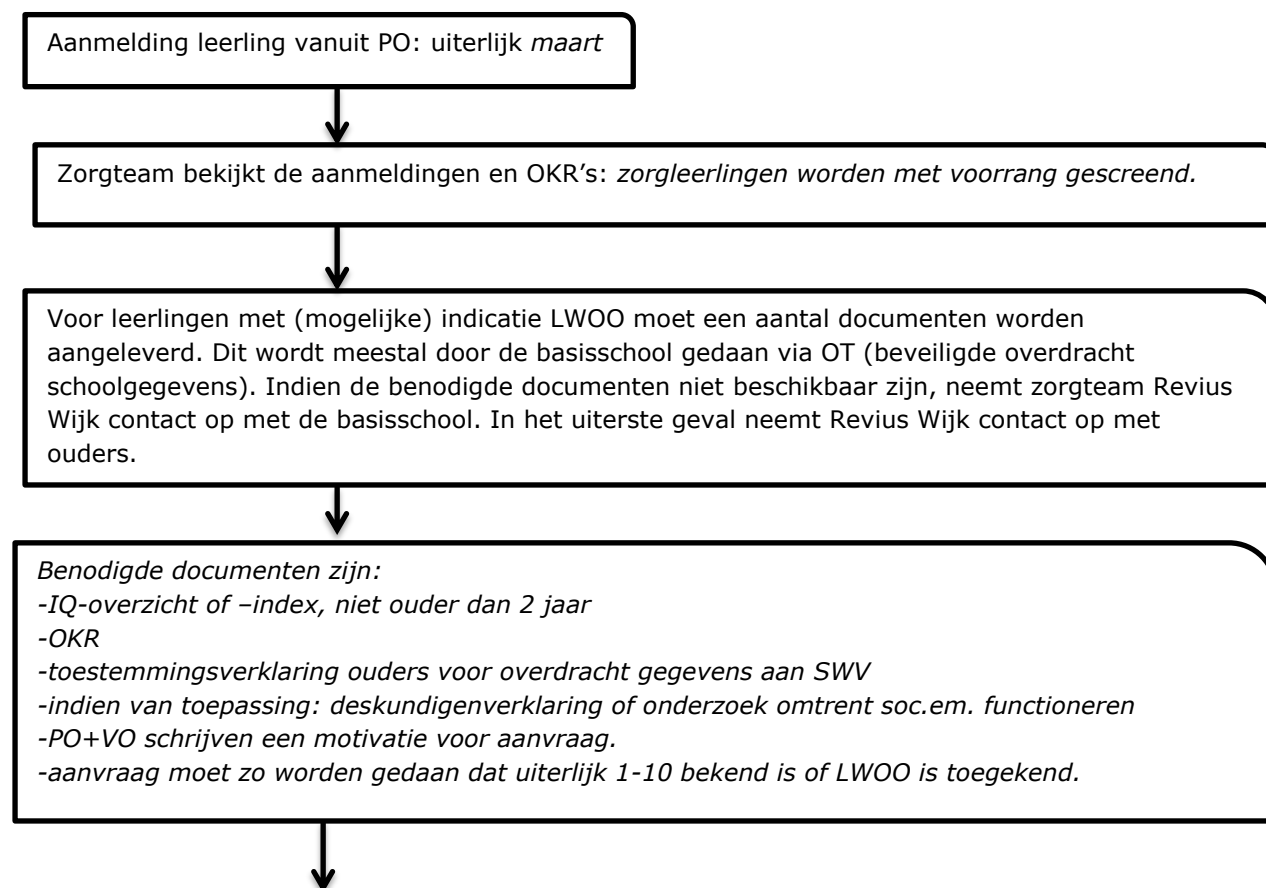 Aanmelding leerling vanuit PO: uiterlijk maart
Zorgteam bekijkt de aanmeldingen en OKR’s: zorgleerlingen worden met voorrang gescreend.
Voor leerlingen met (mogelijke) indicatie LWOO moet een aantal documenten worden
aangeleverd. Dit wordt meestal door de basisschool gedaan via OT (beveiligde overdracht
schoolgegevens). Indien de benodigde documenten niet beschikbaar zijn, neemt zorgteam Revius
Wijk contact op met de basisschool. In het uiterste geval neemt Revius Wijk contact op met
ouders.
Benodigde documenten zijn:
-IQ-overzicht of –index, niet ouder dan 2 jaar
-OKR
-toestemmingsverklaring ouders voor overdracht gegevens aan SWV
-indien van toepassing: deskundigenverklaring of onderzoek omtrent soc.em. functioneren
-PO+VO schrijven een motivatie voor aanvraag.
-aanvraag moet zo worden gedaan dat uiterlijk 1-10 bekend is of LWOO is toegekend.